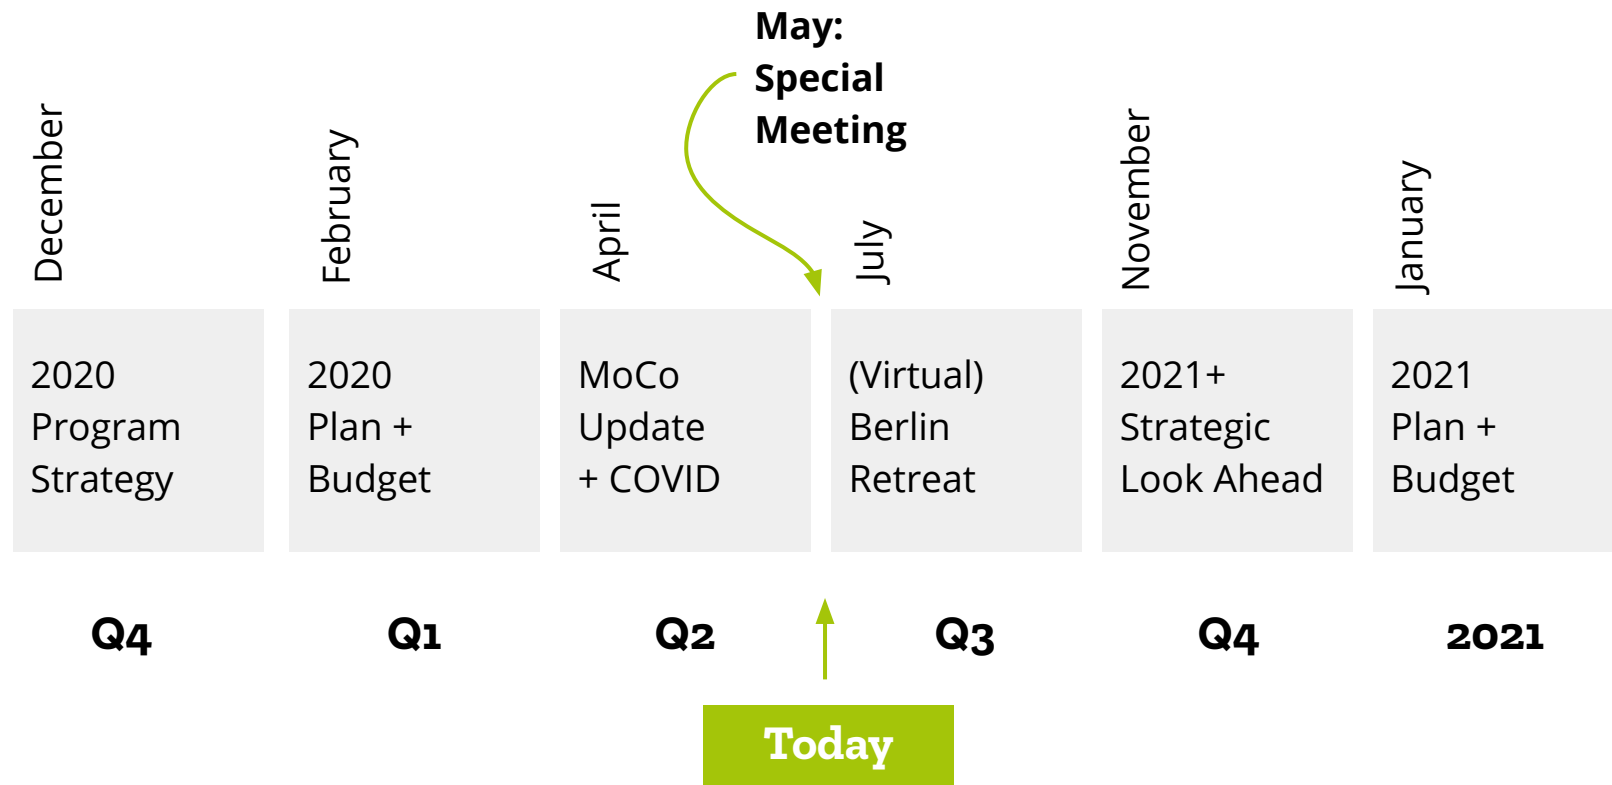 May:
Special
Meeting
December
February
April
July
November
January
2020
Program
Strategy
2020
Plan +
Budget
MoCo
Update
+ COVID
(Virtual)
Berlin
Retreat
2021+
Strategic
Look Ahead
2021
Plan +
Budget
Q4
Q1
Q2
Q3
Q4
2021
Today